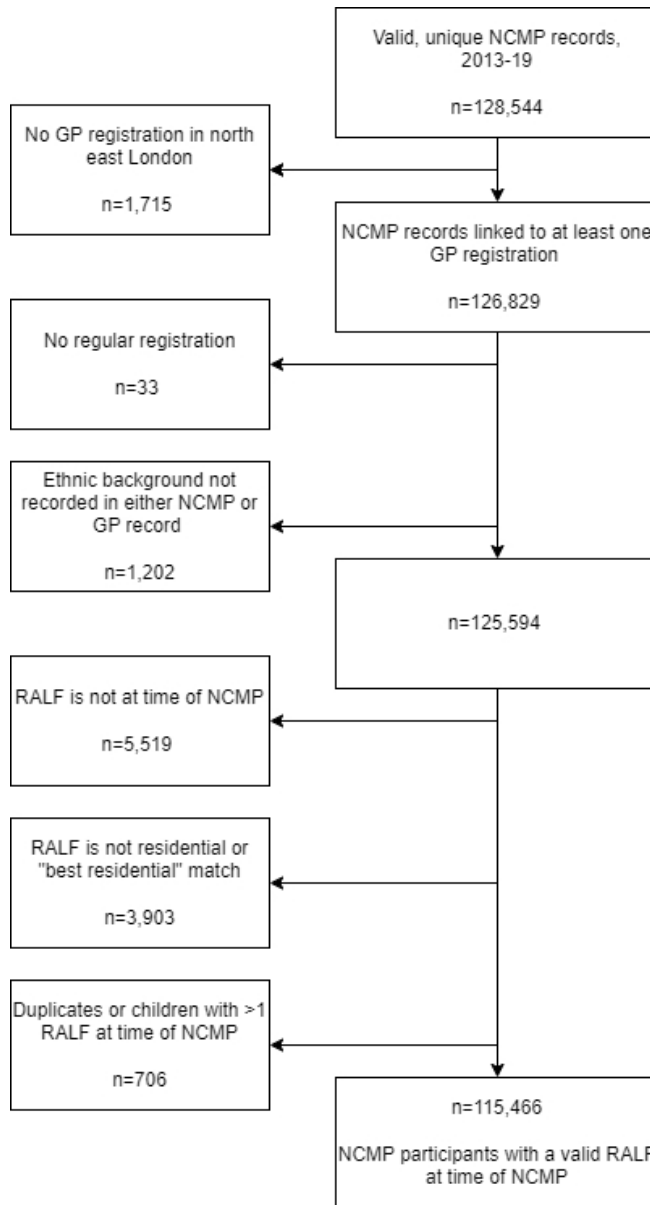 Valid, unique NCMP records,
2013-19
n=128,544
No GP registration in north
east London
n=1,715
NCMP records linked to at least one
GP registration
n=126,829
No regular registration
n=33
Ethnic background not
recorded in either NCMP or
GP record
n=1,202
n=125,594
RALF is not at time of NCMP
n=5,519
RALF is not residential or
"best residential" match
n=3,903
Duplicates or children with >1
RALF at time of NCMP
n=706
n=115,466
NCMP participants with a valid RALF
at time of NCMP